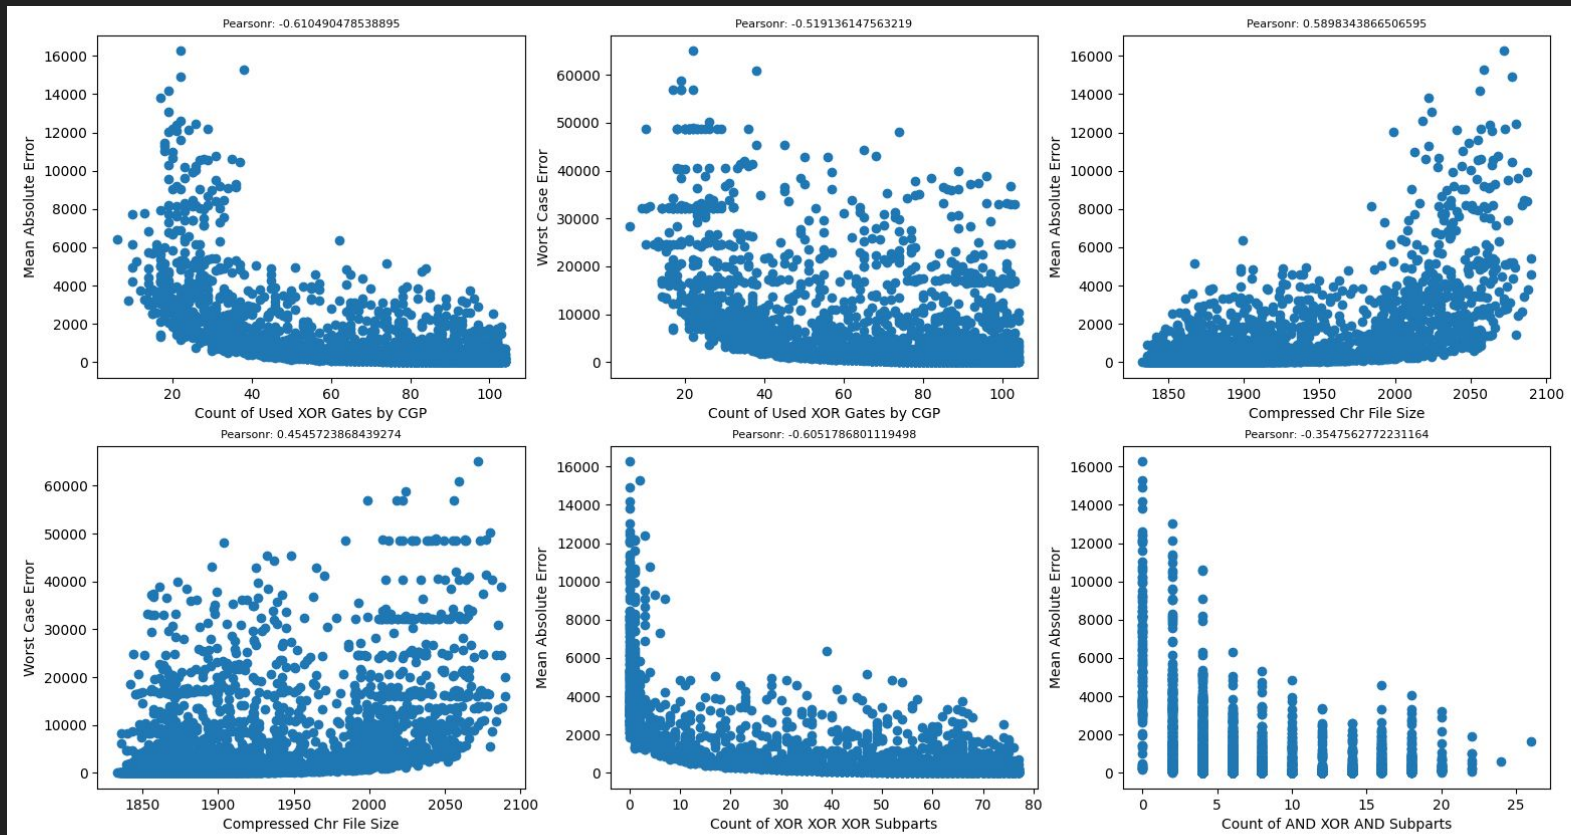 Pearsonr: -0.610490478538895
Mean Absolute Error
16000
14000
12000
10000
8000
6000
4000
2000
0
20 40 60 80 100
Count of Used XOR Gates by CGP
Pearsonr: -0.519136147563219
Worst Case Error
60000
50000
40000
30000
20000
10000
0
20 40 60 80 100
Count of Used XOR Gates by CGP
Pearsonr: 0.5898343866506595
Mean Absolute Error
16000
14000
12000
10000
8000
6000
4000
2000
0
1850 1900 1950 2000 2050 2100
Compressed Chr File Size
Pearsonr: 0.4545723868439274
Worst Case Error
60000
50000
40000
30000
20000
10000
0
1850 1900 1950 2000 2050 2100
Compressed Chr File Size
Pearsonr: -0.6051786801119498
Mean Absolute Error
16000
14000
12000
10000
8000
6000
4000
2000
0
0 10 20 30 40 50 60 70 80
Count of XOR XOR XOR Subparts
Pearsonr: -0.3547562772231164
Mean Absolute Error
16000
14000
12000
10000
8000
6000
4000
2000
0
0 5 10 15 20 25
Count of AND XOR AND Subparts